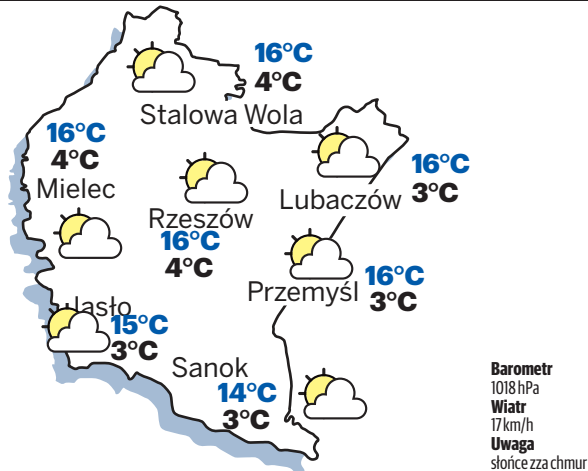 16°C
4°C
Stalowa Wola
16°C
4°C
Mielec
16°C
3°C
Lubaczów
Rzeszów
16°C
4°C
Przemyśl
16°C
3°C
Jasło
15°C
3°C
Sanok
14°C
3°C
Barometr
1018 hPa
Wiatr
17 km/h
Uwaga
słońce zza chmur